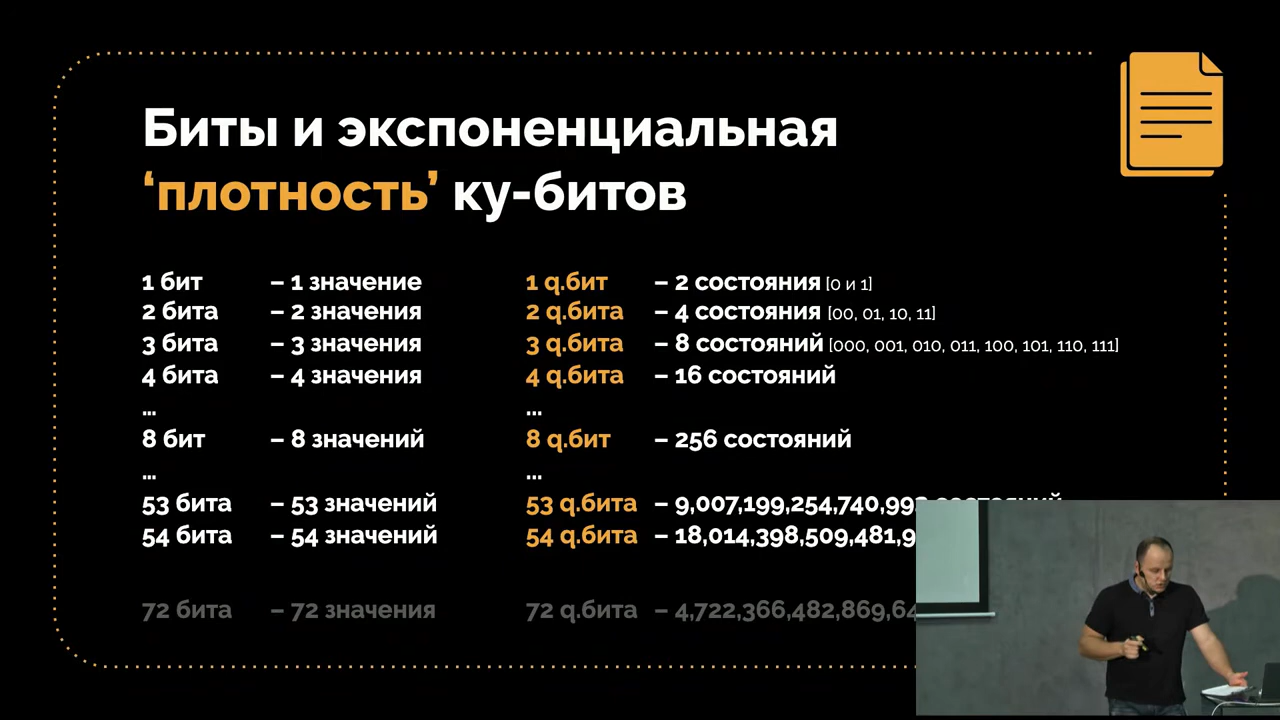 Биты и экспоненциальная
‘плотность’ ку-битов
1 бит – 1 значение 1 q.бит – 2 состояния [0 и 1]
2 бита – 2 значения 2 q.бита – 4 состояния [00, 01, 10, 11]
3 бита – 3 значения 3 q.бита – 8 состояний [000, 001, 010, 011, 100, 101, 110, 111]
4 бита – 4 значения 4 q.бита – 16 состояний
... ...
8 бит – 8 значений 8 q.бит – 256 состояний
... ...
53 бита – 53 значений 53 q.бита – 9,007,199,254,740,992 состояний
54 бита – 54 значений 54 q.бита – 18,014,398,509,481,9
72 бита – 72 значения 72 q.бита – 4,722,366,482,869,64